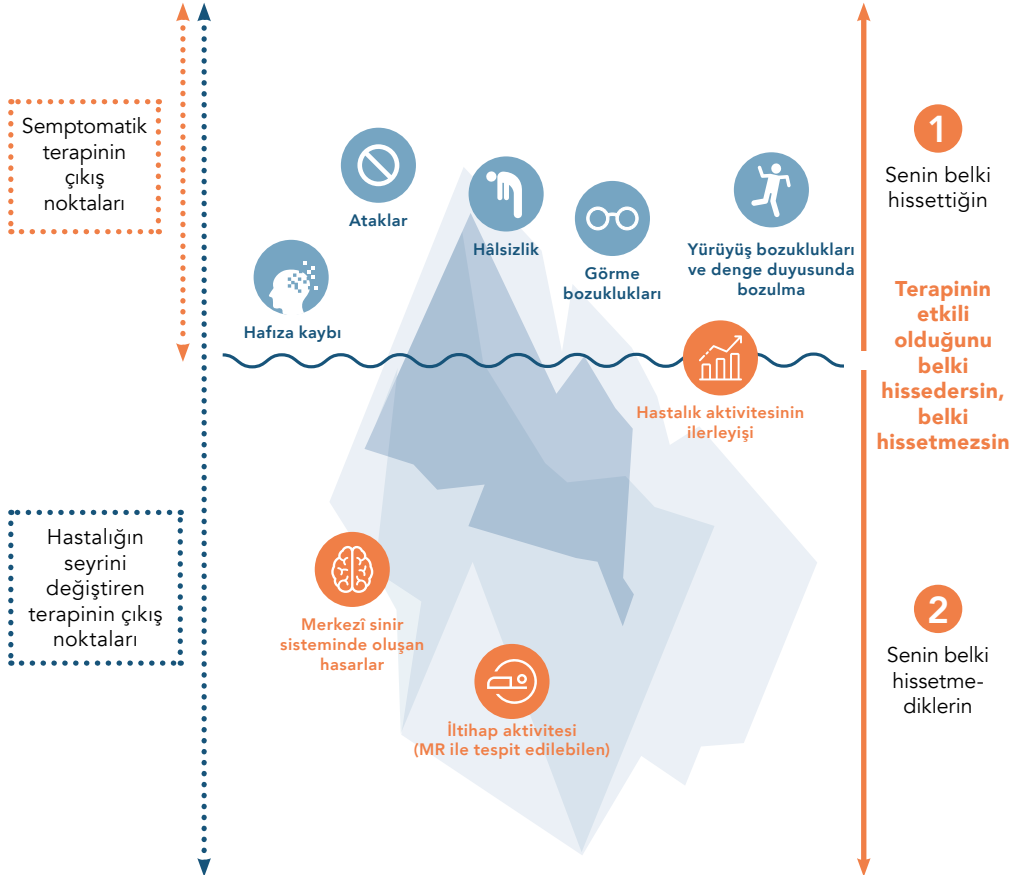 Semptomatik
terapinin
çıkış
noktaları
Hastalığın
seyrini
değiştiren
terapinin çıkış
noktaları
Ataklar
Hâlsizlik
Görme
bozuklukları
Yürüyüş bozuklukları
ve denge duyusunda
bozulma
Hafıza kaybı
Hastalık aktivitesinin
ilerleyişi
Merkezî sinir
sisteminde oluşan
hasarlar
İltihap aktivitesi
(MR ile tespit edilebilen)
1
Senin belki
hissettiğin
Terapinin
etkili
olduğunu
belki
hissedersin,
belki
hissetmezsin
2
Senin belki
hissetme-
diklerin